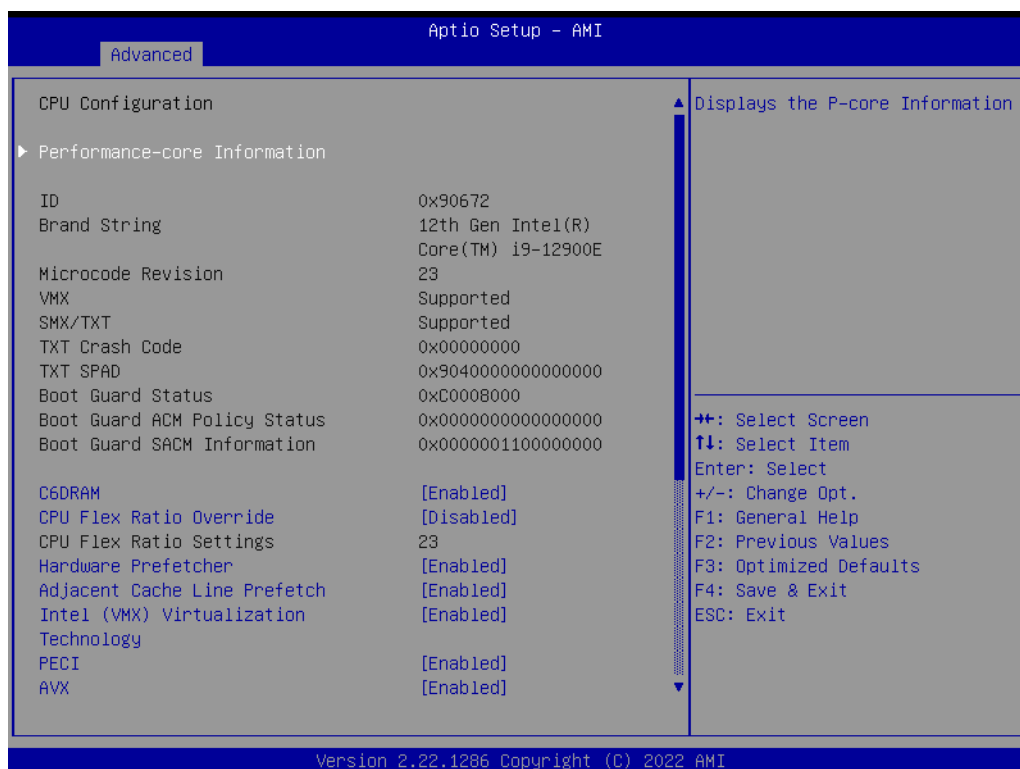 Aptio Setup – AMI
Advanced
CPU Configuration
Performance-core Information
ID 0x90672
Brand String 12th Gen Intel(R)
Core(TM) i9-12900E
Microcode Revision 23
VMX Supported
SMX/TXT Supported
TXT Crash Code 0x00000000
TXT SPAD 0x9040000000000000
Boot Guard Status 0xC0008000
Boot Guard ACM Policy Status 0x0000000000000000
Boot Guard SACM Information 0x0000001100000000
C6DRAM [Enabled]
CPU Flex Ratio Override [Disabled]
CPU Flex Ratio Settings 23
Hardware Prefetcher [Enabled]
Adjacent Cache Line Prefetch [Enabled]
Intel (VMX) Virtualization [Enabled]
Technology
PECI [Enabled]
AVX [Enabled]
Displays the P-core Information
→←: Select Screen
↑↓: Select Item
Enter: Select
+/-: Change Opt.
F1: General Help
F2: Previous Values
F3: Optimized Defaults
F4: Save & Exit
ESC: Exit
Version 2.22.1286 Copyright (C) 2022 AMI